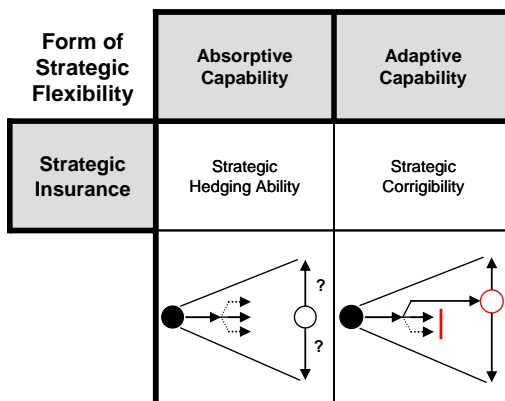 Form of
Strategic
Flexibility
Absorptive
Capability
Adaptive
Capability
Strategic
Insurance
Strategic
Hedging Ability
Strategic
Corrigibility
?
?